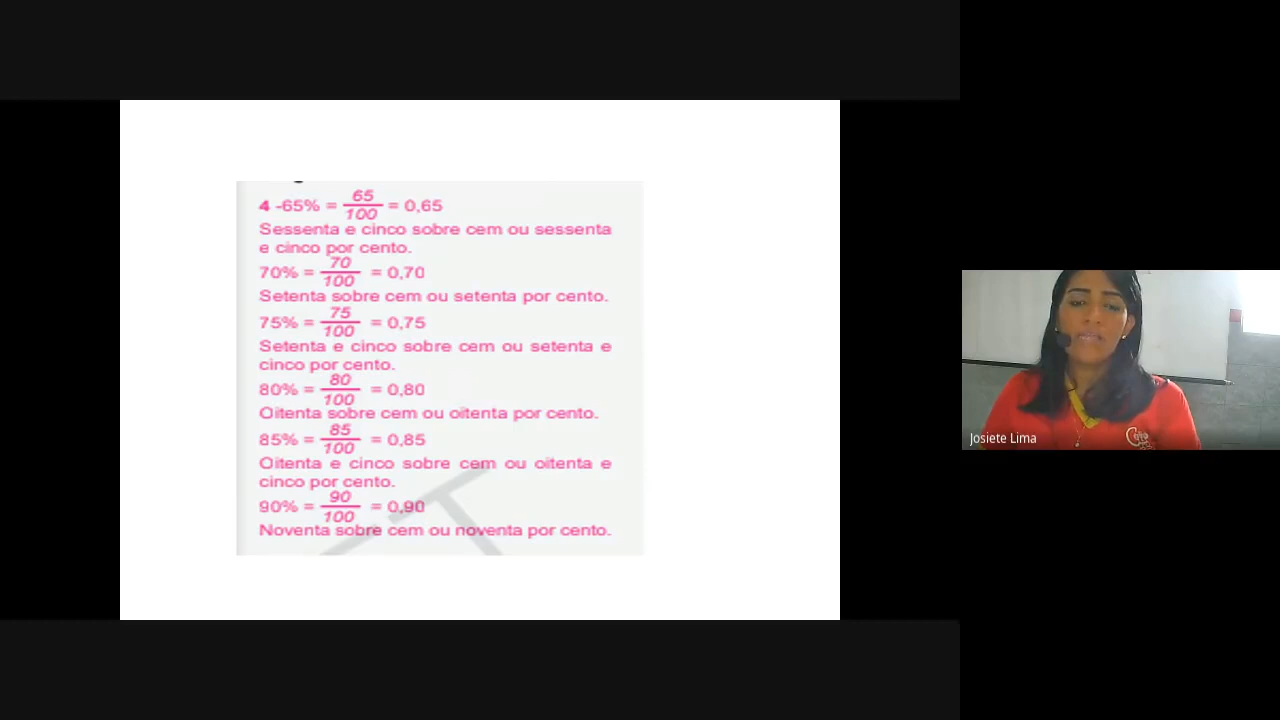 4 -65% = 65/100 = 0,65
Sessenta e cinco sobre cem ou sessenta
e cinco por cento.
70% = 70/100 = 0,70
Setenta sobre cem ou setenta por cento.
75% = 75/100 = 0,75
Setenta e cinco sobre cem ou setenta e
cinco por cento.
80% = 80/100 = 0,80
Oitenta sobre cem ou oitenta por cento.
85% = 85/100 = 0,85
Oitenta e cinco sobre cem ou oitenta e
cinco por cento.
90% = 90/100 = 0,90
Noventa sobre cem ou noventa por cento.
Josiete Lima